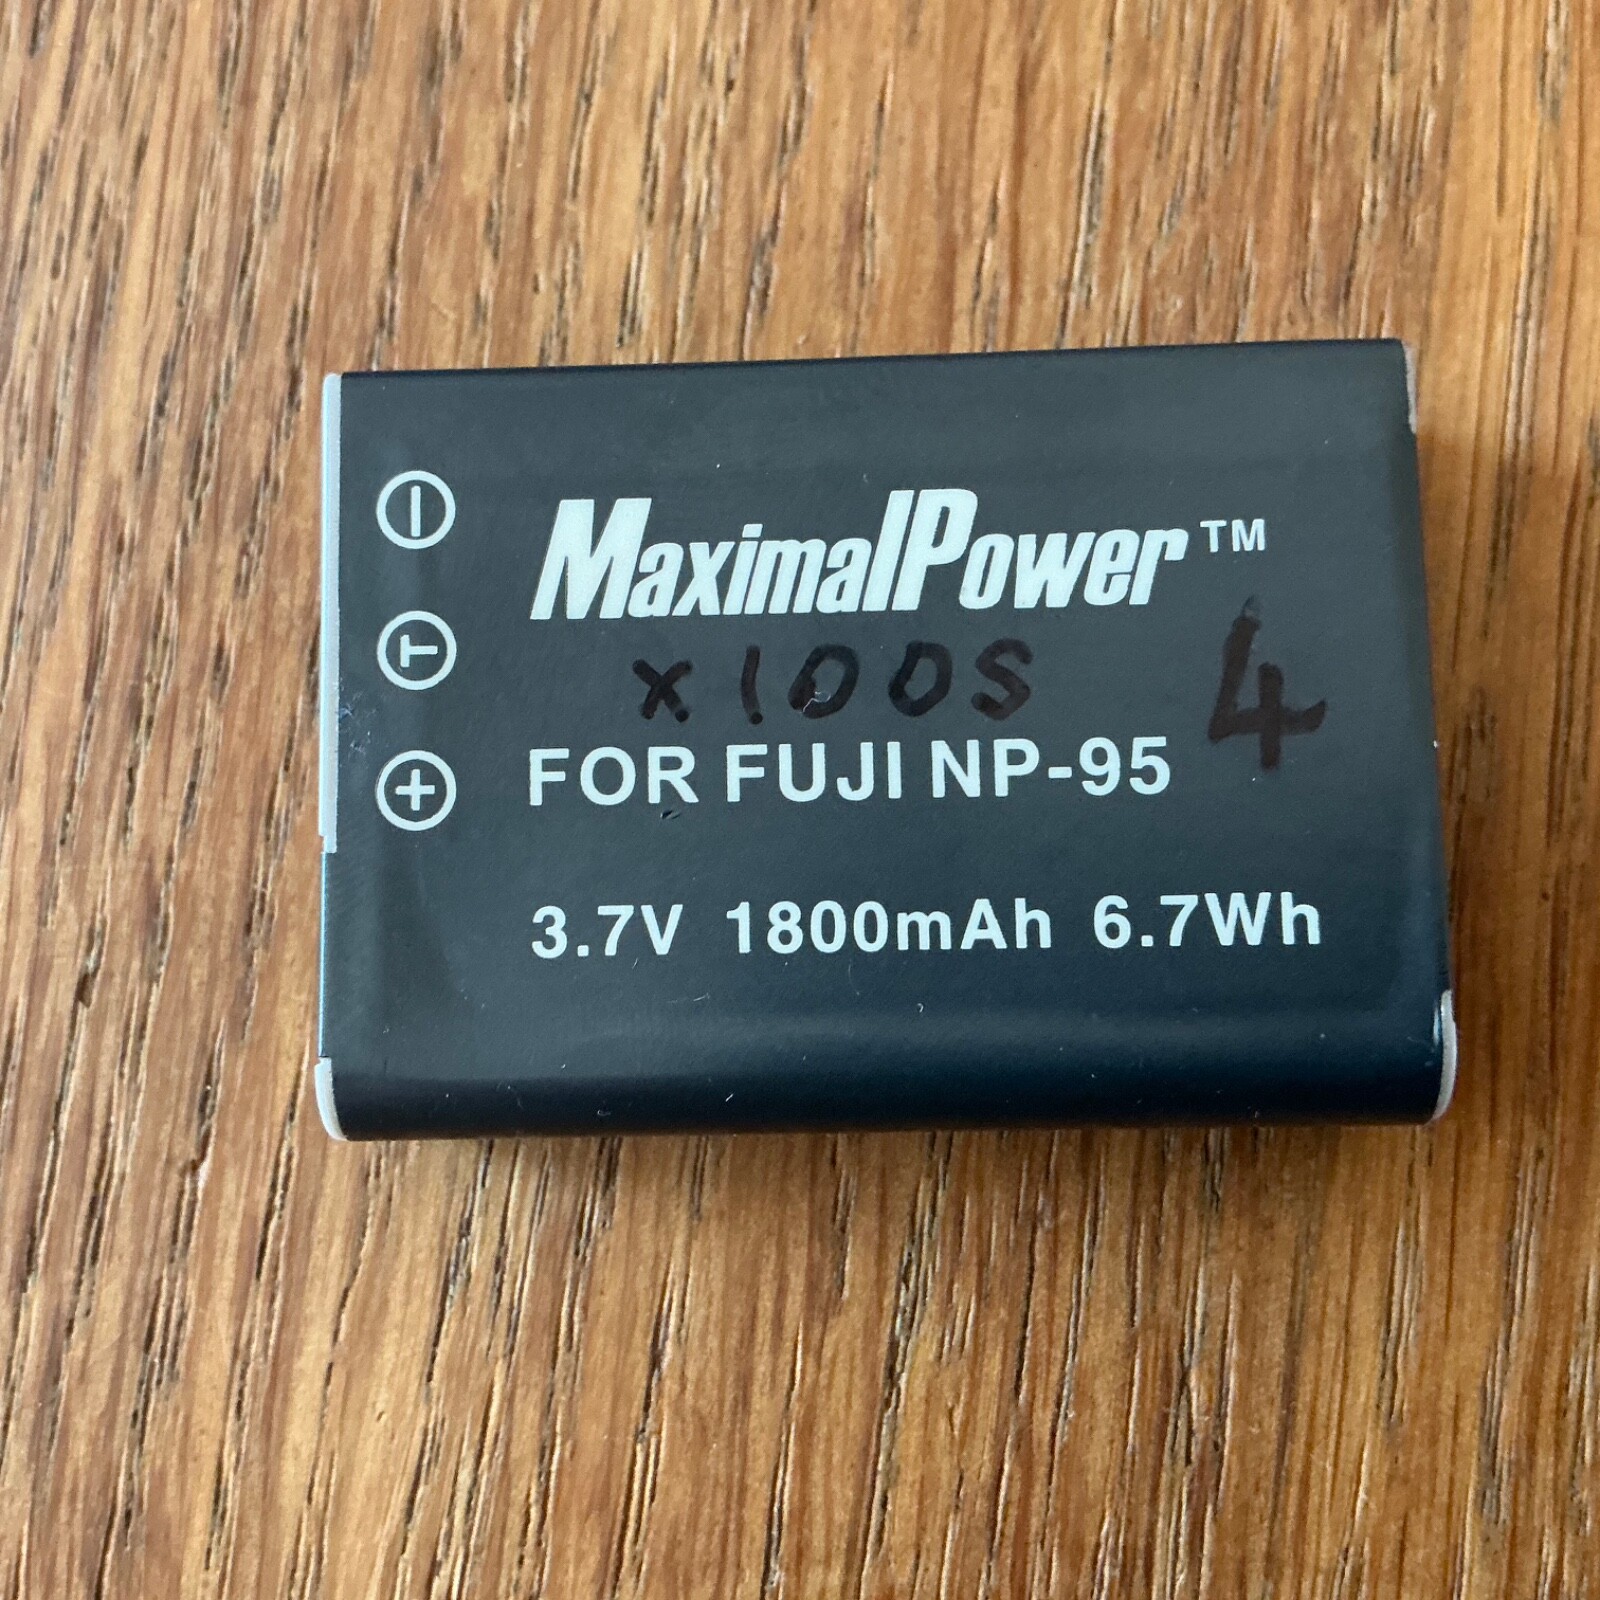 MaximalPower™
x100S 4
FOR FUJI NP-95
3.7V 1800mAh 6.7Wh
−
T
+